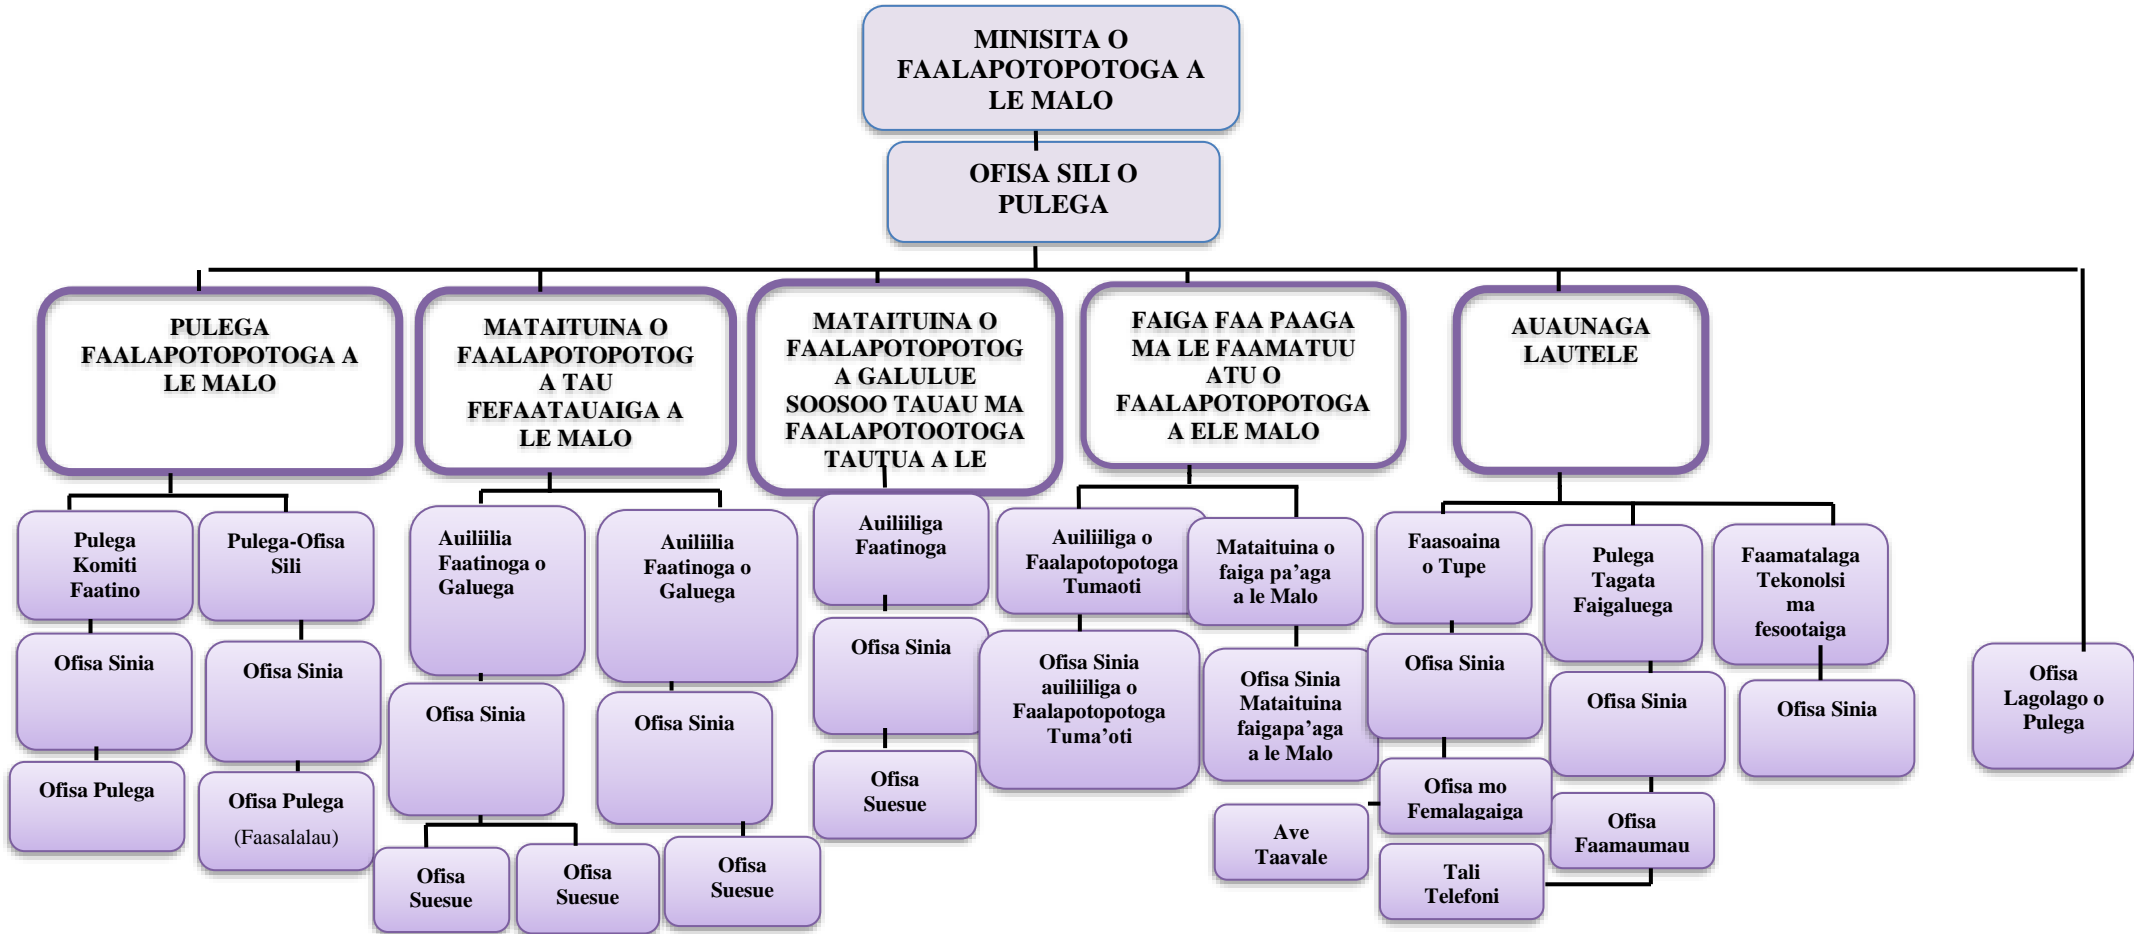 MINISITA O
FAALAPOTOPOTOGA A
LE MALO
OFISA SILI O
PULEGA
PULEGA
FAALAPOTOPOTOGA A
LE MALO
MATAITUINA O
FAALAPOTOPOTOG
A TAU
FEFAATAUAIGA A
LE MALO
MATAITUINA O
FAALAPOTOPOTOG
A GALULUE
SOOSOO TAUAU MA
FAALAPOTOOTOGA
TAUTUA A LE
FAIGA FAA PAAGA
MA LE FAAMATUU
ATU O
FAALAPOTOPOTOGA
A ELE MALO
AUAUNAGA
LAUTELE
Pulega
Komiti
Faatino
Pulega-Ofisa
Sili
Auiliilia
Faatinoga o
Galuega
Auiliilia
Faatinoga o
Galuega
Auiliiliga
Faatinoga
Auiliiliga o
Faalapotopotoga
Tumaoti
Mataituina o
faiga pa’aga
a le Malo
Faasoaina
o Tupe
Pulega
Tagata
Faigaluega
Faamatalaga
Tekonolsi
ma
fesootaiga
Ofisa Sinia
Ofisa Sinia
Ofisa Sinia
Ofisa Sinia
Ofisa Sinia
Ofisa Sinia
auiliiliga o
Faalapotopotoga
Tuma’oti
Ofisa Sinia
Mataituina
faigapa’aga
a le Malo
Ofisa Sinia
Ofisa Sinia
Ofisa Sinia
Ofisa
Lagolago o
Pulega
Ofisa Pulega
Ofisa Pulega
(Faasalalau)
Ofisa
Suesue
Ofisa
Suesue
Ofisa
Suesue
Ofisa
Suesue
Ofisa mo
Femalagaiga
Ave
Taavale
Ofisa
Faamaumau
Tali
Telefoni